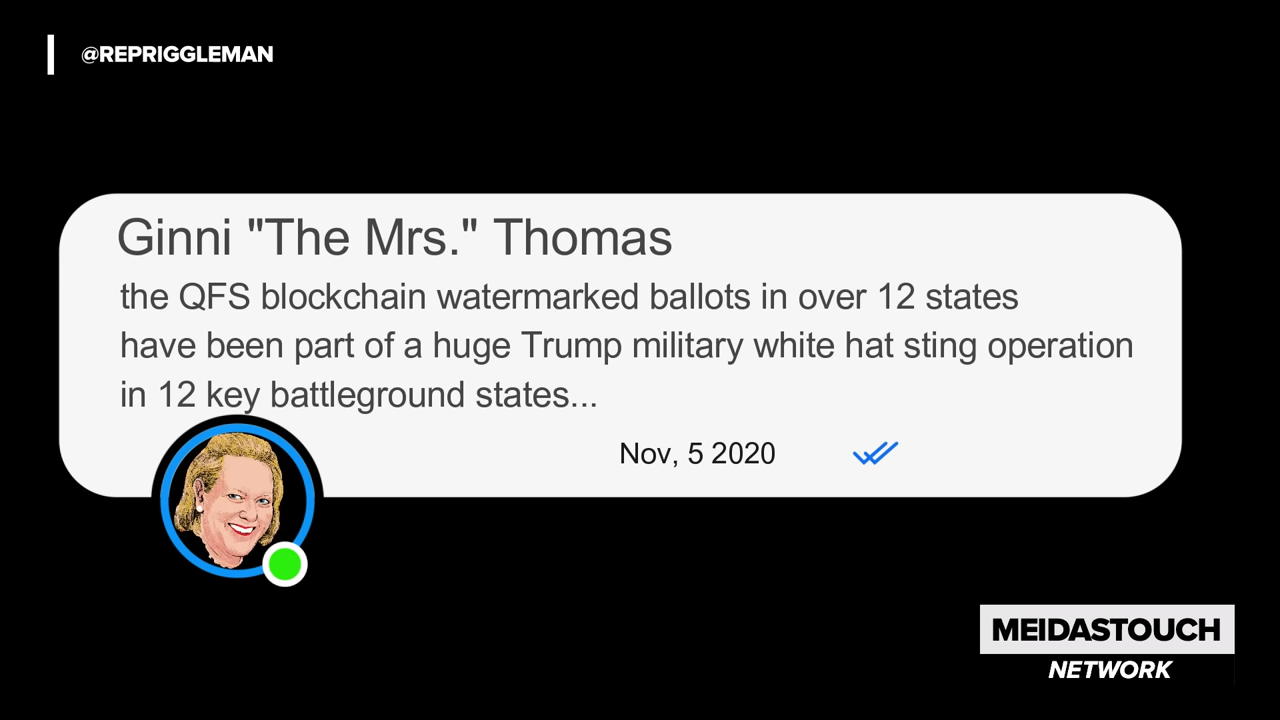 @REPRIGGLEMAN
Ginni "The Mrs." Thomas
the QFS blockchain watermarked ballots in over 12 states
have been part of a huge Trump military white hat sting operation
in 12 key battleground states...
Nov, 5 2020
MEIDASTOUCH
NETWORK